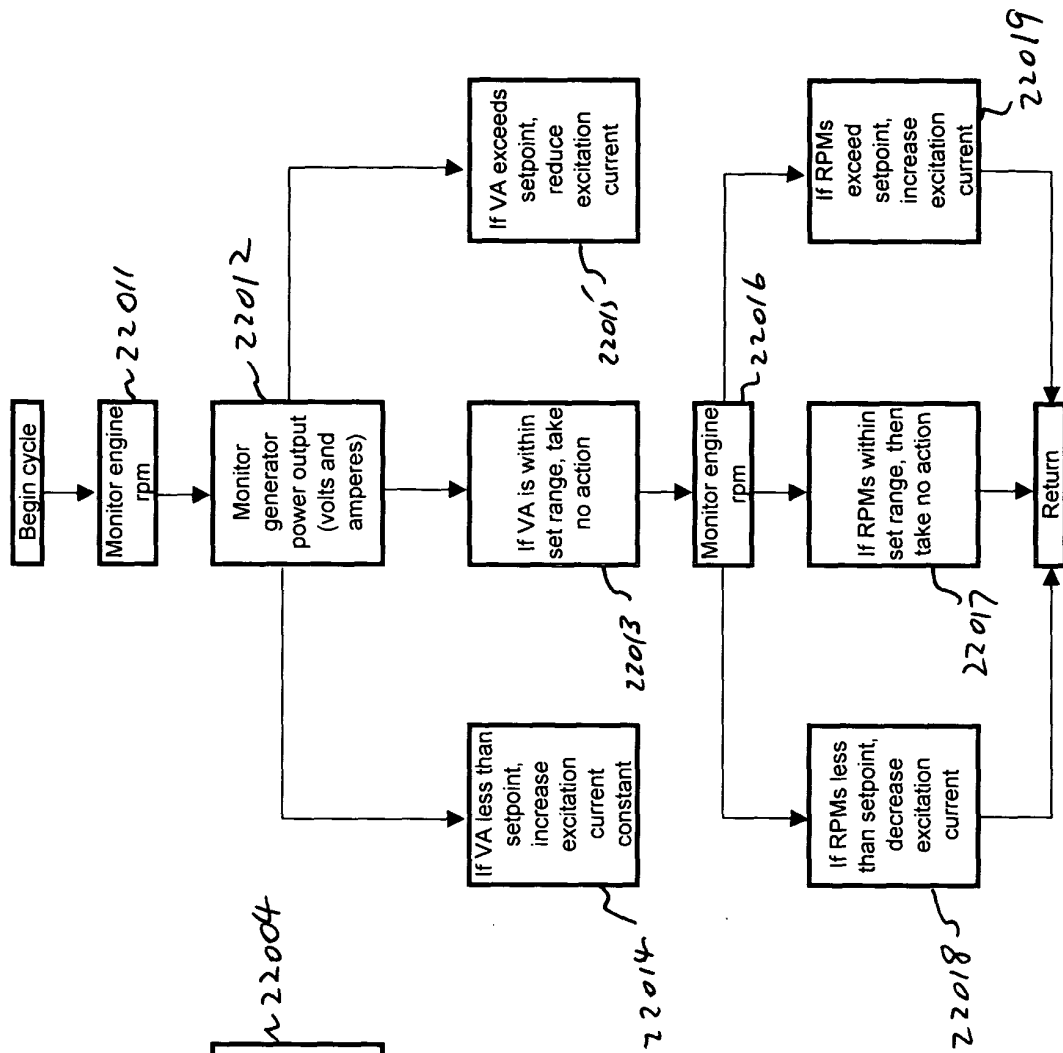 Begin cycle
Monitor engine
rpm
22011
Monitor
generator
power output
(volts and
amperes)
22012
22004
If VA less than
setpoint,
increase
excitation
current
constant
22014
If VA is within
set range, take
no action
22013
If VA exceeds
setpoint,
reduce
excitation
current
22015
Monitor engine
rpm
22016
If RPMs less
than setpoint,
decrease
excitation
current
22018
If RPMs within
set range, then
take no action
22017
If RPMs
exceed
setpoint,
increase
excitation
current
22019
Return